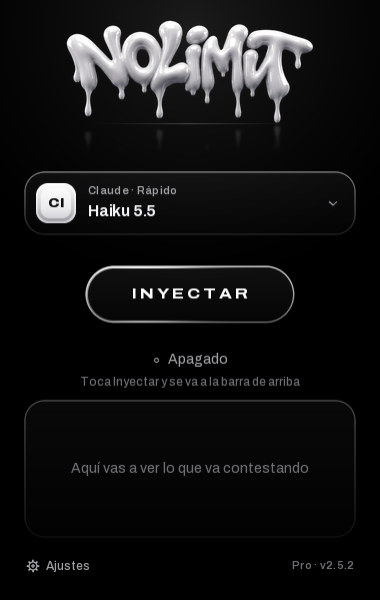 NOLiMiT
CI
Claude · Rápido
Haiku 5.5
INYECTAR
Apagado
Toca Inyectar y se va a la barra de arriba
Aquí vas a ver lo que va contestando
Ajustes
Pro · v2.5.2